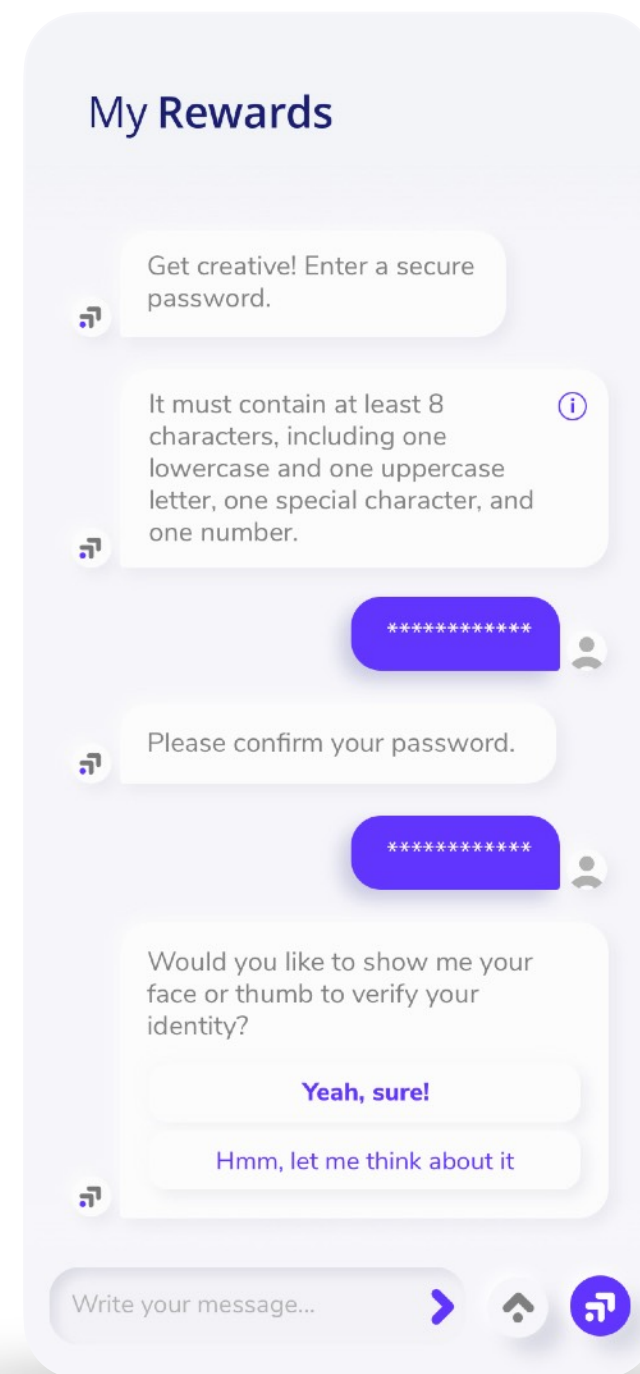 My Rewards
Get creative! Enter a secure
password.
It must contain at least 8
characters, including one
lowercase and one uppercase
letter, one special character, and
one number.
************
Please confirm your password.
************
Would you like to show me your
face or thumb to verify your
identity?
Yeah, sure!
Hmm, let me think about it
Write your message...